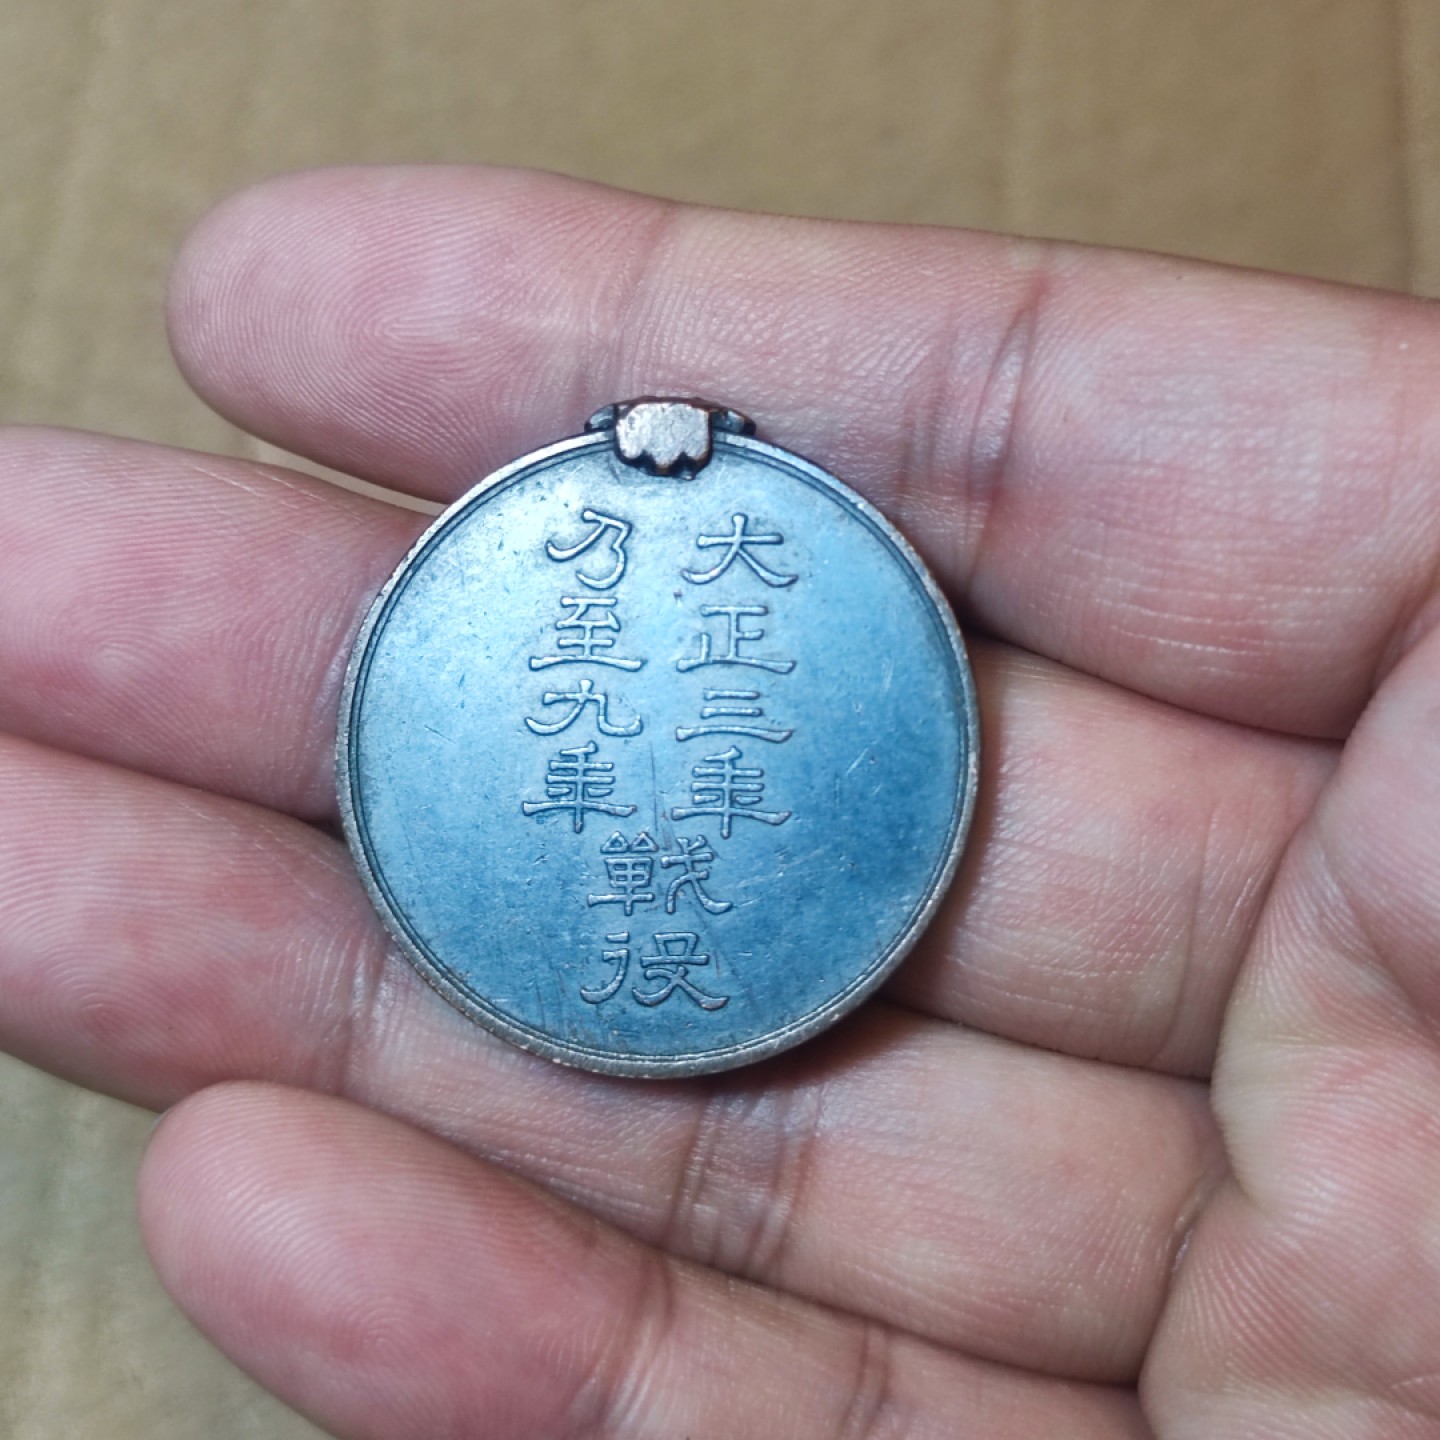 大正三年
乃至九年
戰役